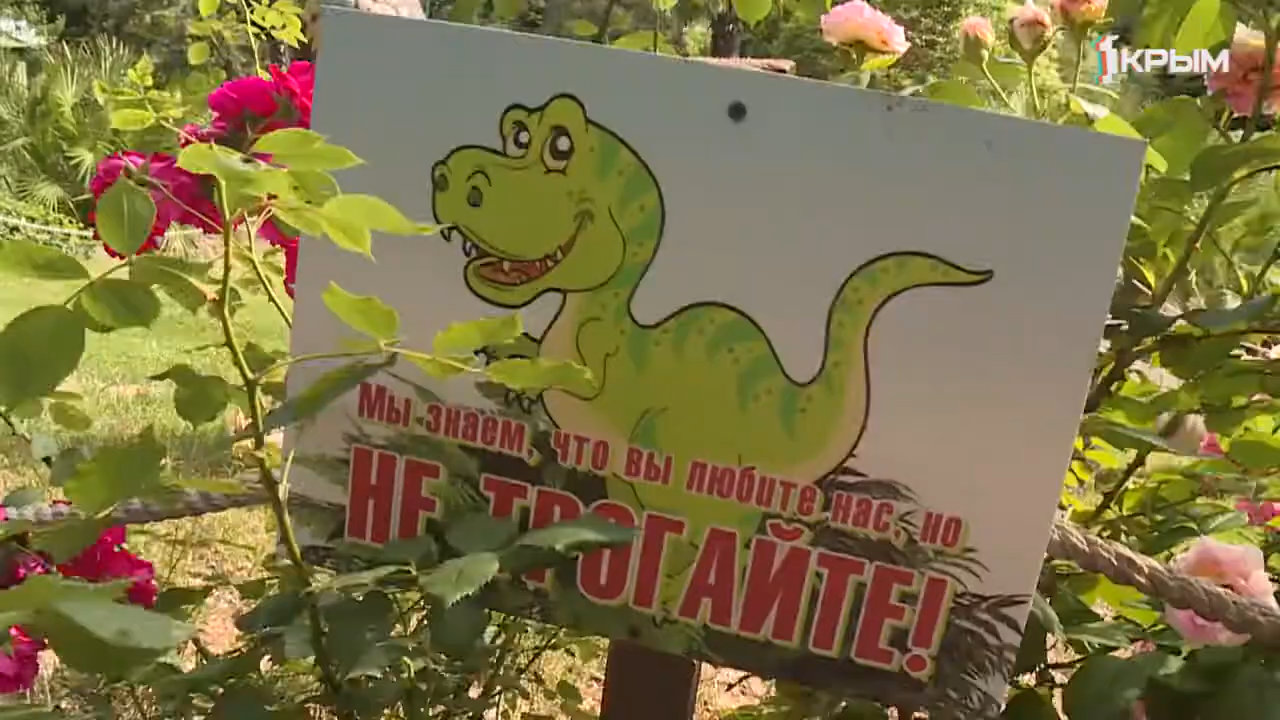 1КРЫМ
Мы знаем, что вы любите нас, но
НЕ ТРОГАЙТЕ!